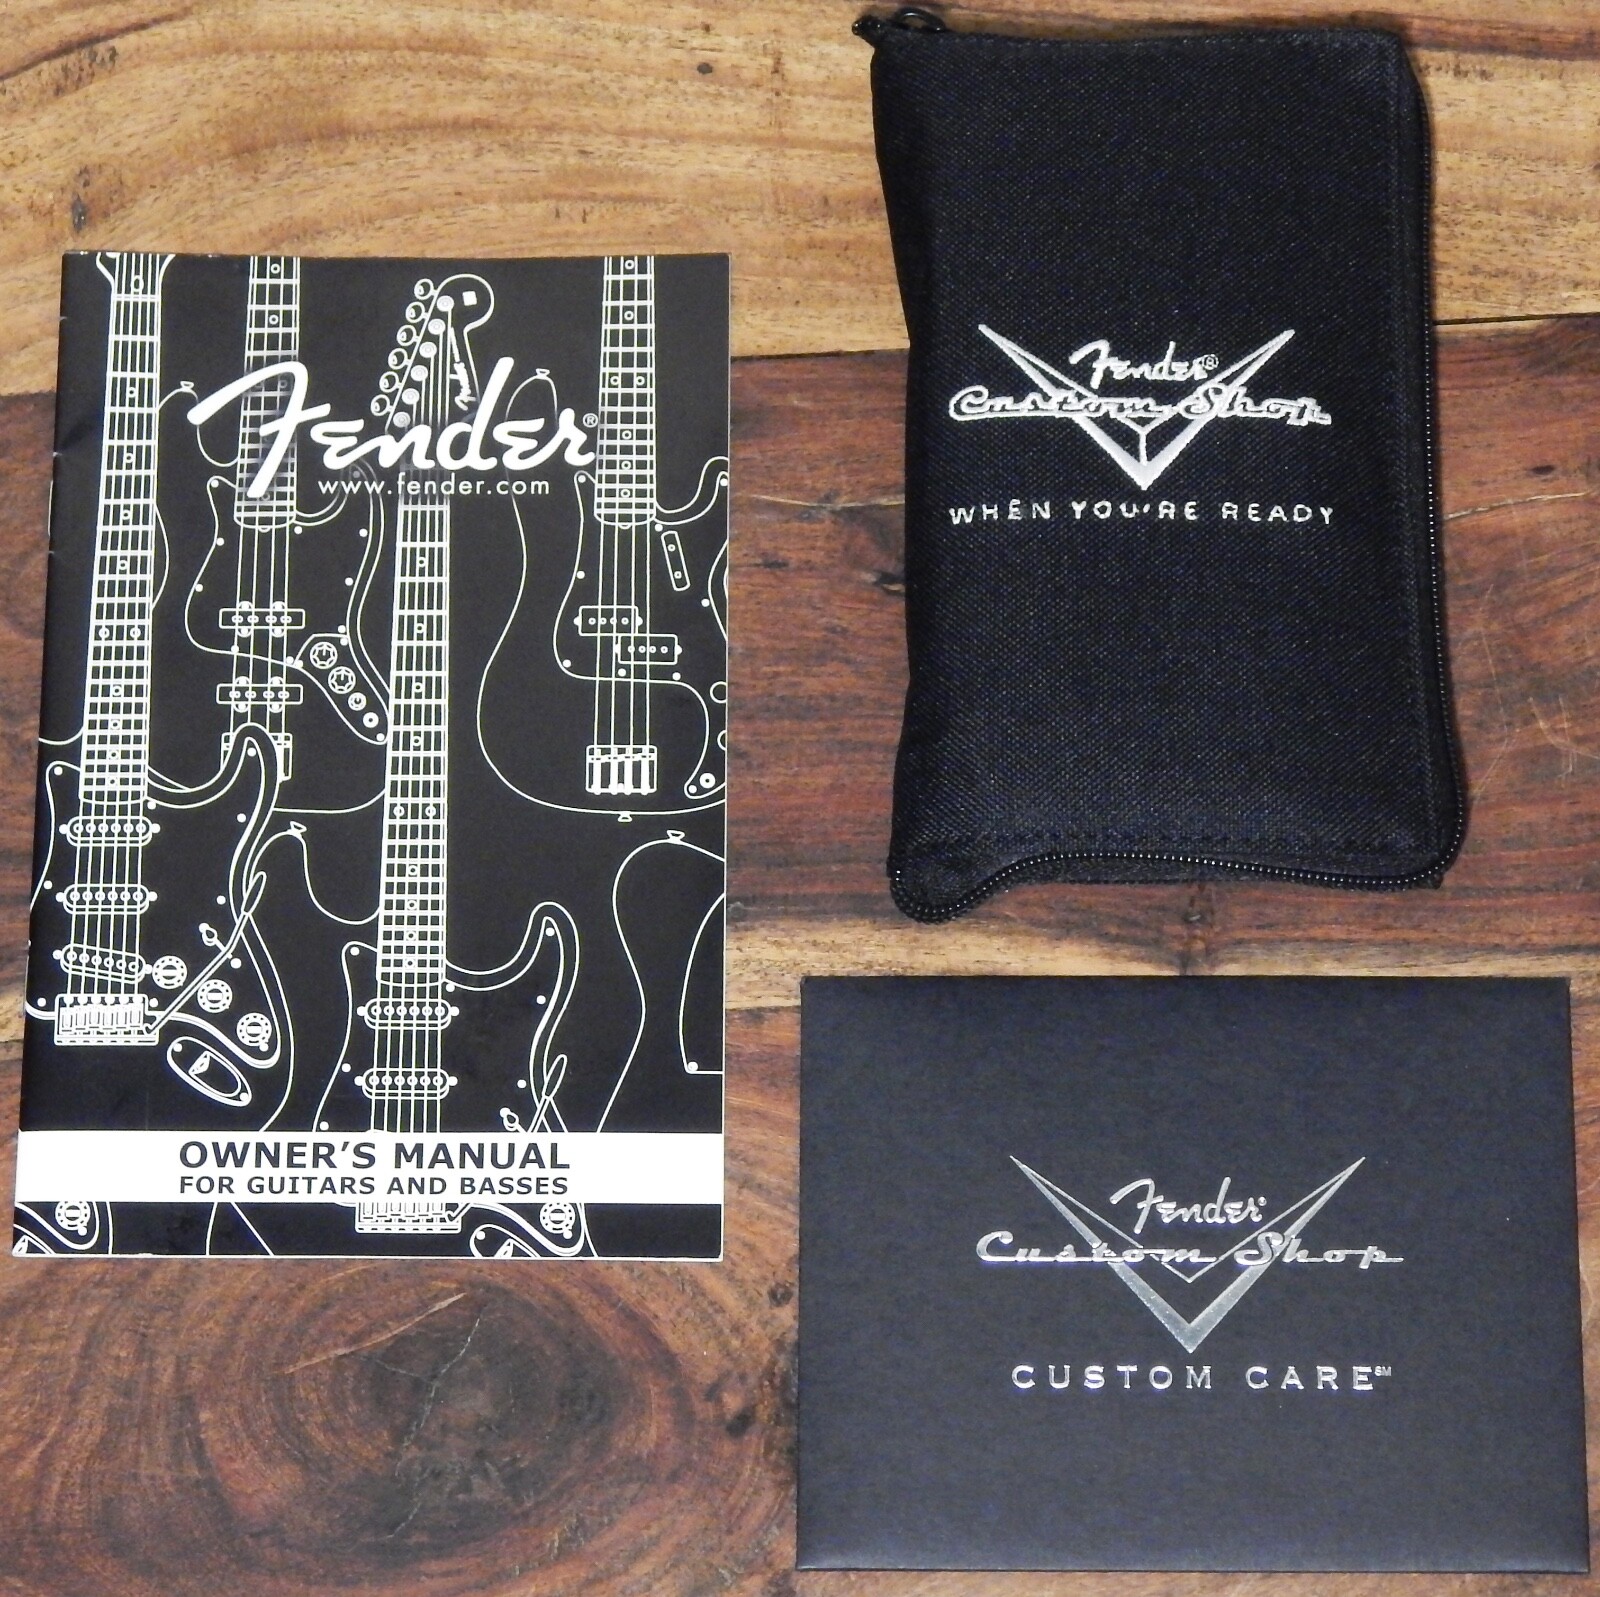 Fender®
www.fender.com
Fender
OWNER'S MANUAL
FOR GUITARS AND BASSES
Fender®
Custom Shop
WHEN YOU'RE READY
Fender®
Custom Shop
CUSTOM CARE℠